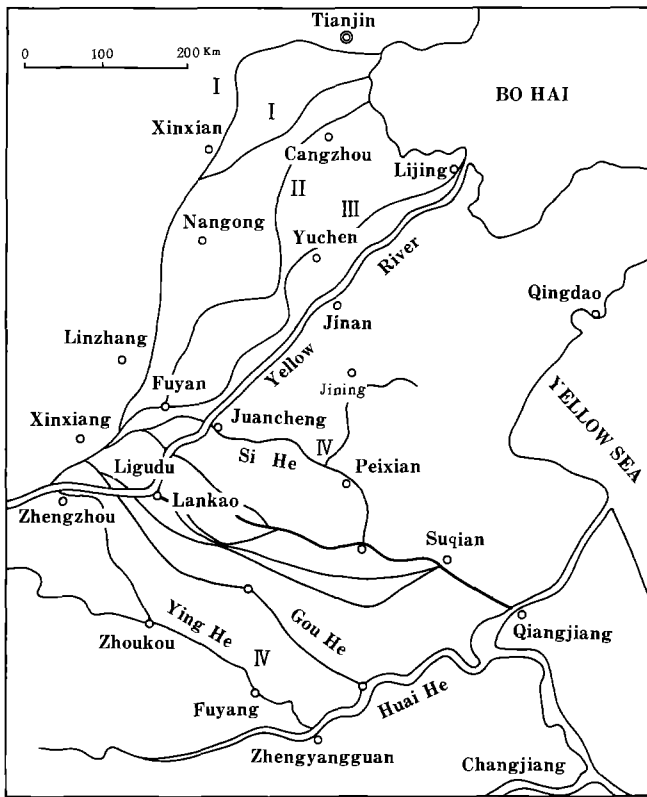 Tianjin
0 100 200 Km
I
BO HAI
I
Xinxian
Cangzhou
Lijing
II
III
Nangong
Yuchen
River
Qingdao
Jinan
Linzhang
Yellow
Jining
Fuyan
YELLOW SEA
Juancheng
Xinxiang
Si He
IV
Ligudu
Peixian
Lankao
Zhengzhou
Suqian
Ying He
Gou He
Qiangjiang
Zhoukou
IV
Fuyang
Huai He
Zhengyangguan
Changjiang